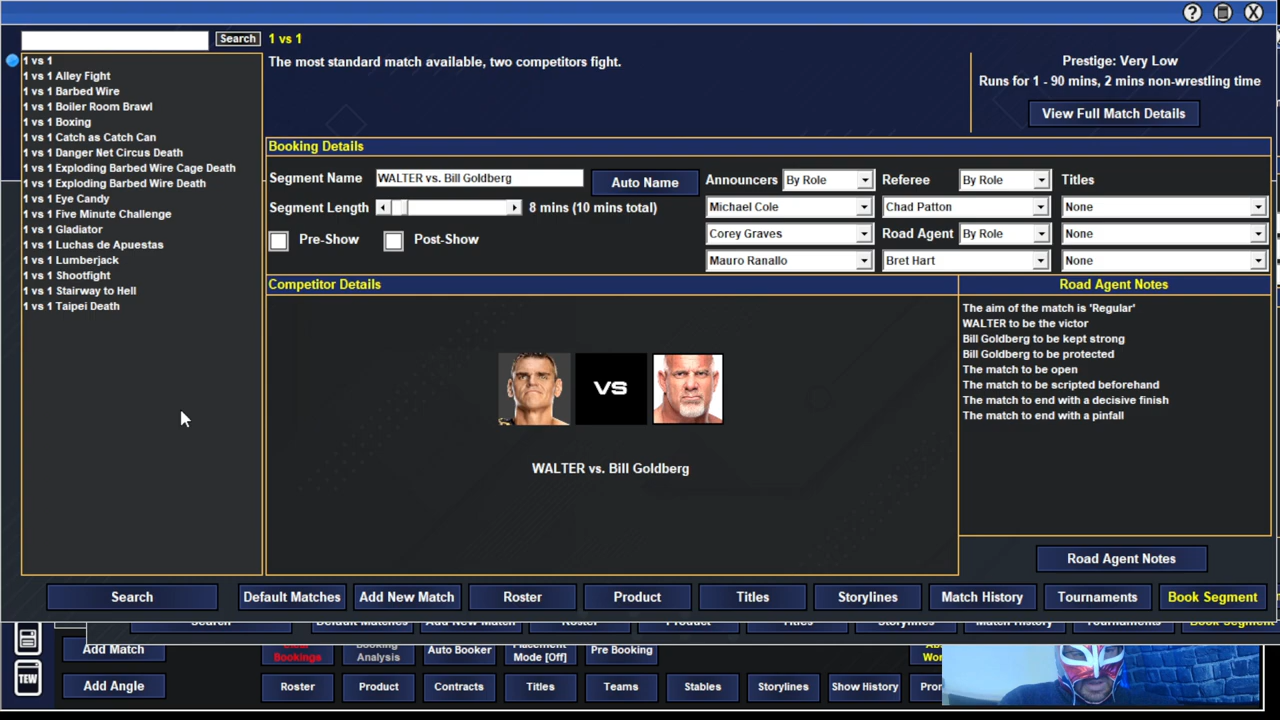 Search
1 vs 1
1 vs 1
1 vs 1 Alley Fight
1 vs 1 Barbed Wire
1 vs 1 Boiler Room Brawl
1 vs 1 Boxing
1 vs 1 Catch as Catch Can
1 vs 1 Danger Net Circus Death
1 vs 1 Exploding Barbed Wire Cage Death
1 vs 1 Exploding Barbed Wire Death
1 vs 1 Eye Candy
1 vs 1 Five Minute Challenge
1 vs 1 Gladiator
1 vs 1 Luchas de Apuestas
1 vs 1 Lumberjack
1 vs 1 Shootfight
1 vs 1 Stairway to Hell
1 vs 1 Taipei Death
The most standard match available, two competitors fight.
Prestige: Very Low
Runs for 1 - 90 mins, 2 mins non-wrestling time
View Full Match Details
Booking Details
Segment Name WALTER vs. Bill Goldberg Auto Name
Segment Length 8 mins (10 mins total)
Pre-Show Post-Show
Announcers By Role Referee By Role Titles
Michael Cole Chad Patton None
Corey Graves Road Agent By Role None
Mauro Ranallo Bret Hart None
Competitor Details
VS
WALTER vs. Bill Goldberg
Road Agent Notes
The aim of the match is 'Regular'
WALTER to be the victor
Bill Goldberg to be kept strong
Bill Goldberg to be protected
The match to be open
The match to be scripted beforehand
The match to end with a decisive finish
The match to end with a pinfall
Road Agent Notes
Search Default Matches Add New Match Roster Product Titles Storylines Match History Tournaments Book Segment
Add Match Bookings Booking Analysis Auto Booker Placement Mode [Off] Pre Booking
TEW Add Angle Roster Product Contracts Titles Teams Stables Storylines Show History